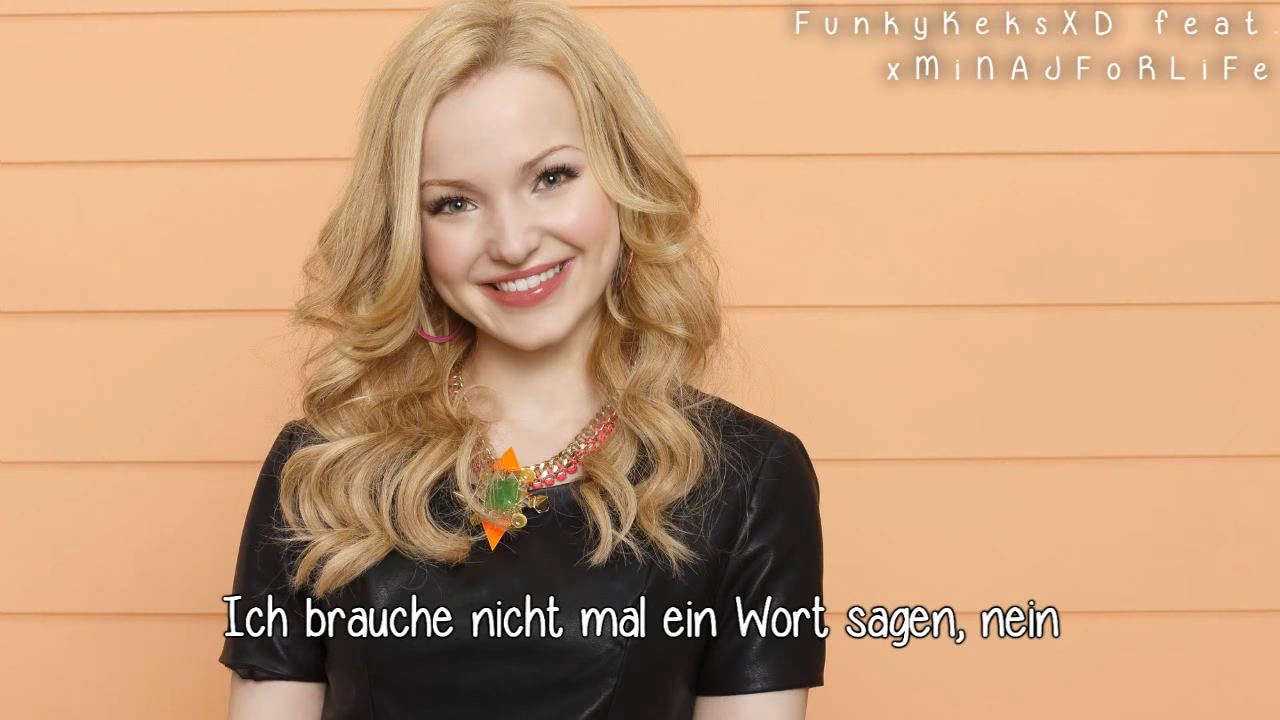 FunkyKeksXD feat.
xMiNAJFoRLiFe
Ich brauche nicht mal ein Wort sagen, nein